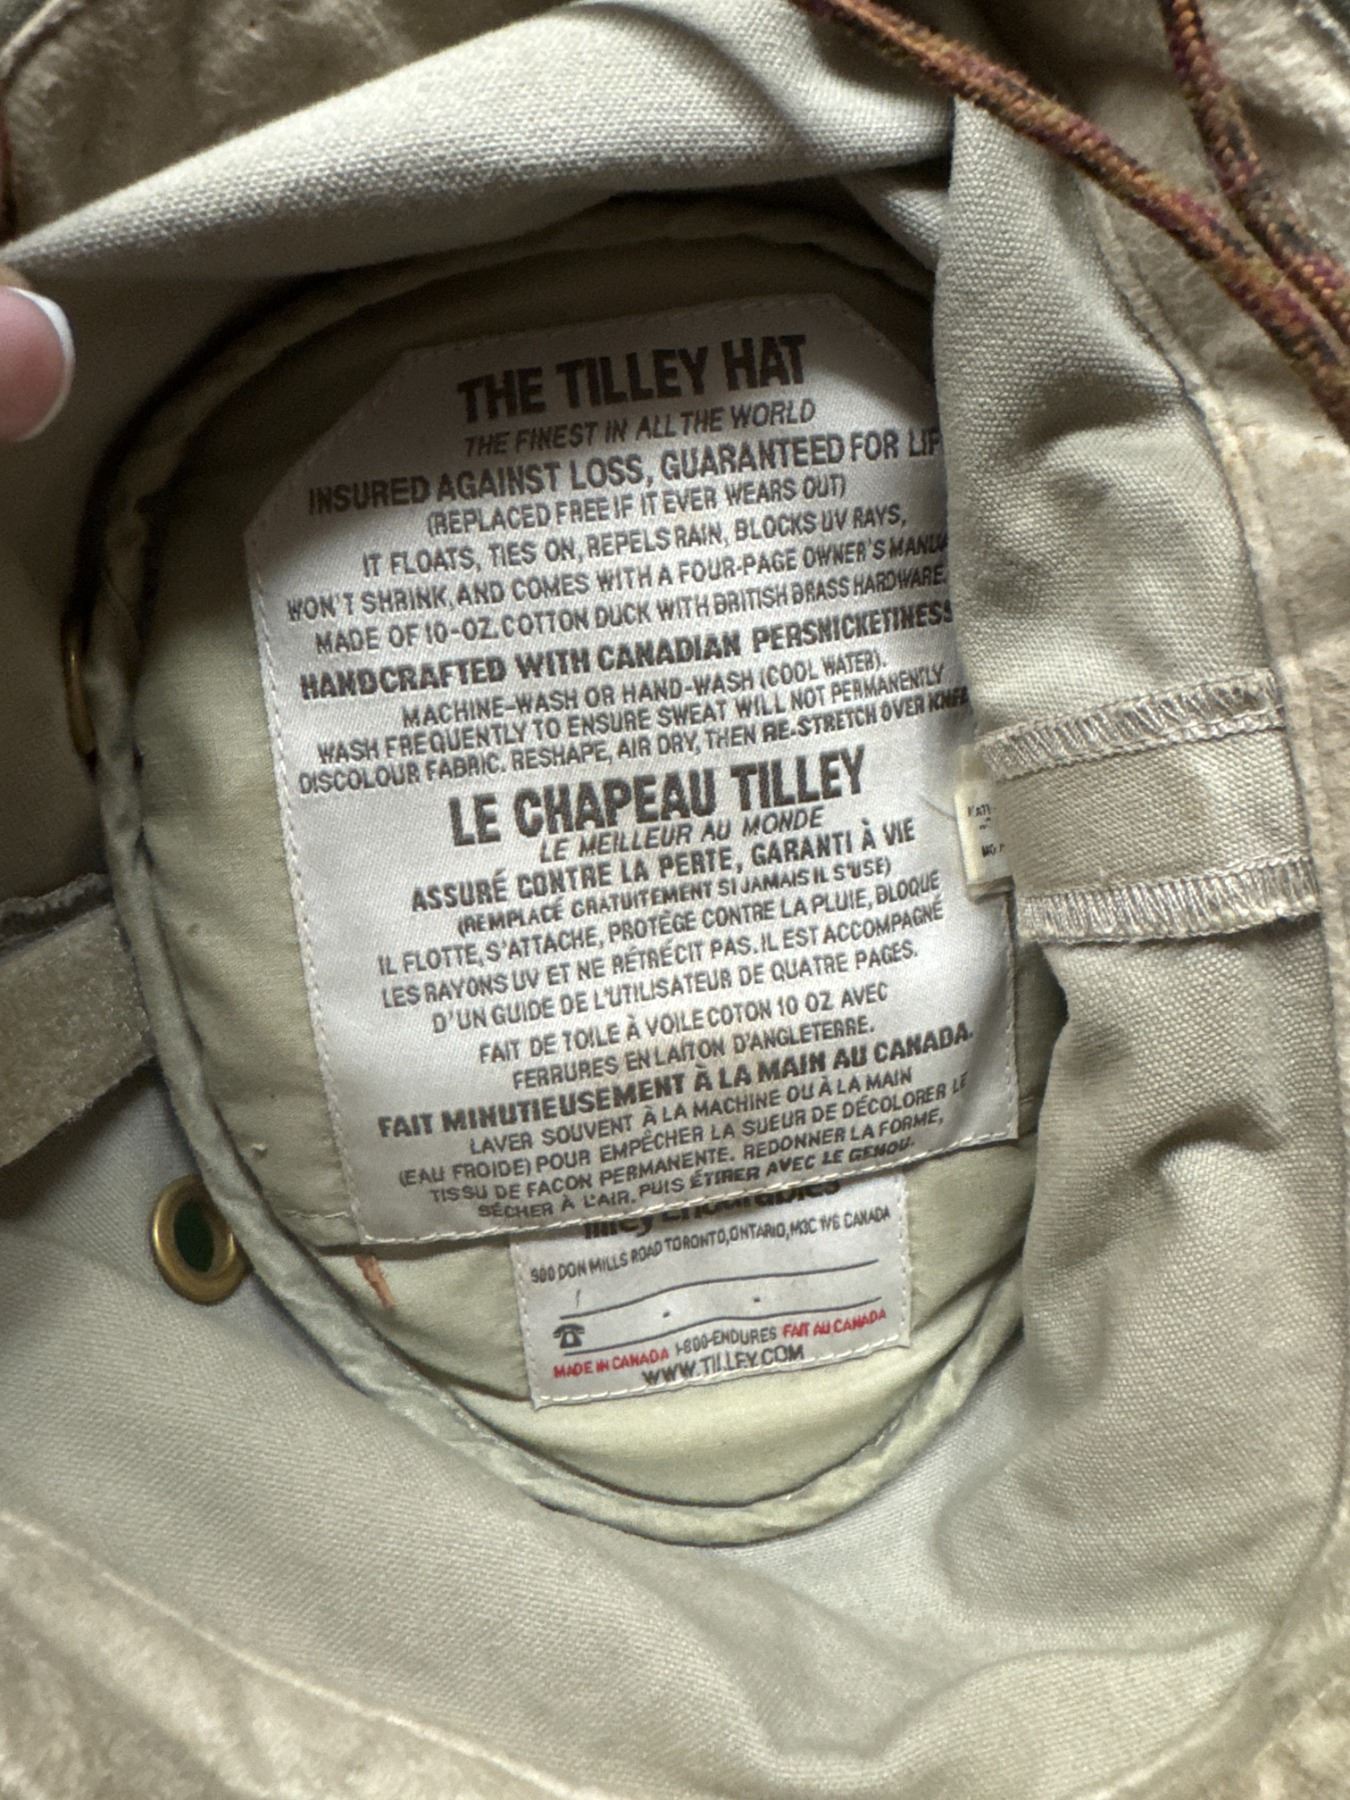 THE TILLEY HAT
THE FINEST IN ALL THE WORLD
INSURED AGAINST LOSS, GUARANTEED FOR LIF
(REPLACED FREE IF IT EVER WEARS OUT)
IT FLOATS, TIES ON, REPELS RAIN, BLOCKS UV RAYS,
WON'T SHRINK, AND COMES WITH A FOUR-PAGE OWNER'S MANU
MADE OF 10-OZ. COTTON DUCK WITH BRITISH BRASS HARDWARE.
HANDCRAFTED WITH CANADIAN PERSNICKETINESS
MACHINE-WASH OR HAND-WASH (COOL WATER).
WASH FREQUENTLY TO ENSURE SWEAT WILL NOT PERMANENTLY
DISCOLOUR FABRIC. RESHAPE, AIR DRY, THEN RE-STRETCH OVER KNEE
LE CHAPEAU TILLEY
LE MEILLEUR AU MONDE
ASSURÉ CONTRE LA PERTE, GARANTI À VIE
(REMPLACÉ GRATUITEMENT SI JAMAIS IL S'USE)
IL FLOTTE, S'ATTACHE, PROTÉGE CONTRE LA PLUIE, BLOQUE
LES RAYONS UV ET NE RÉTRÉCIT PAS. IL EST ACCOMPAGNÉ
D'UN GUIDE DE L'UTILISATEUR DE QUATRE PAGES.
FAIT DE TOILE À VOILE COTON 10 OZ AVEC
FERRURES EN LAITON D'ANGLETERRE.
FAIT MINUTIEUSEMENT À LA MAIN AU CANADA.
LAVER SOUVENT À LA MACHINE OU À LA MAIN
(EAU FROIDE) POUR EMPÊCHER LA SUEUR DE DÉCOLORER LE
TISSU DE FACON PERMANENTE. REDONNER LA FORME,
SÉCHER À L'AIR, PUIS ÉTIRER AVEC LE GENOU.
Tilley Endurables
900 DON MILLS ROAD TORONTO, ONTARIO, M3C 1V6 CANADA
MADE IN CANADA 1-800-ENDURES FAIT AU CANADA
WWW.TILLEY.COM